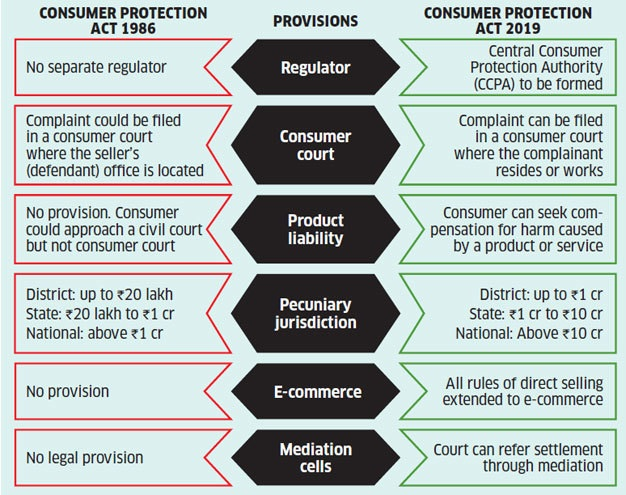 CONSUMER PROTECTION
ACT 1986
PROVISIONS
CONSUMER PROTECTION
ACT 2019
No separate regulator
Regulator
Central Consumer
Protection Authority
(CCPA) to be formed
Complaint could be filed
in a consumer court
where the seller's
(defendant) office is located
Consumer
court
Complaint can be filed
in a consumer court
where the complainant
resides or works
No provision. Consumer
could approach a civil court
but not consumer court
Product
liability
Consumer can seek com-
pensation for harm caused
by a product or service
District: up to ₹20 lakh
State: ₹20 lakh to ₹1 cr
National: above ₹1 cr
Pecuniary
jurisdiction
District: up to ₹1 cr
State: ₹1 cr to ₹10 cr
National: Above ₹10 cr
No provision
E-commerce
All rules of direct selling
extended to e-commerce
No legal provision
Mediation
cells
Court can refer settlement
through mediation